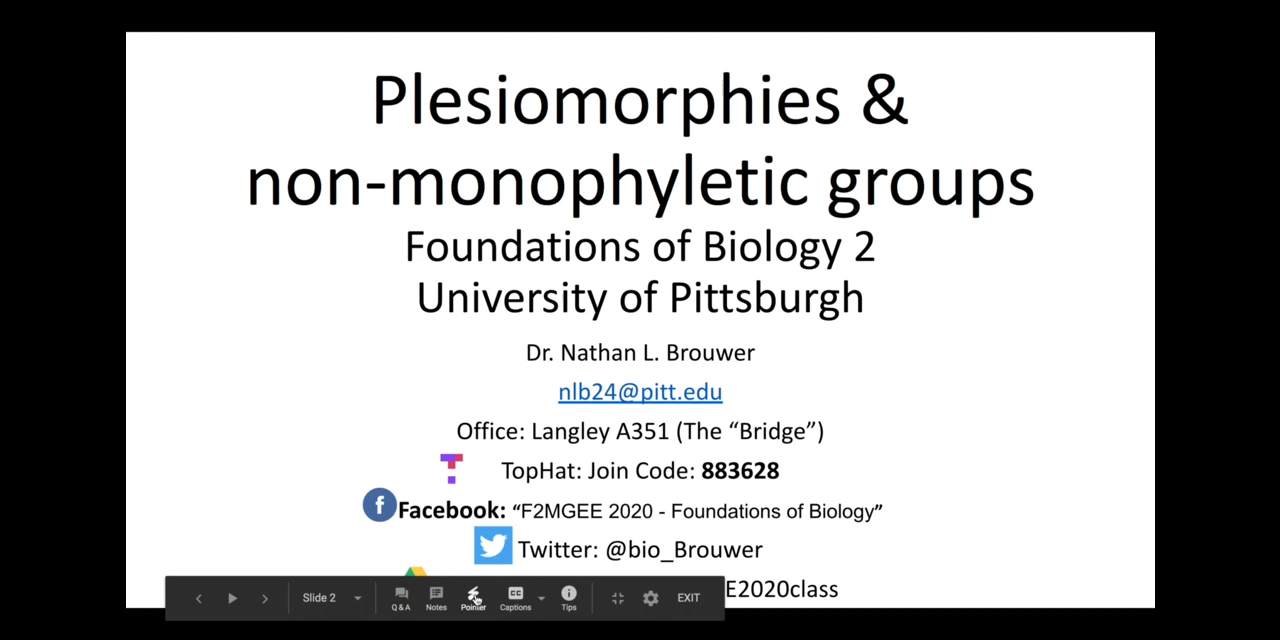 Plesiomorphies &
non-monophyletic groups
Foundations of Biology 2
University of Pittsburgh
Dr. Nathan L. Brouwer
nlb24@pitt.edu
Office: Langley A351 (The “Bridge”)
TopHat: Join Code: 883628
Facebook: “F2MGEE 2020 - Foundations of Biology”
Twitter: @bio_Brouwer
E2020class
Slide 2 Q & A Notes Pointer Captions Tips EXIT